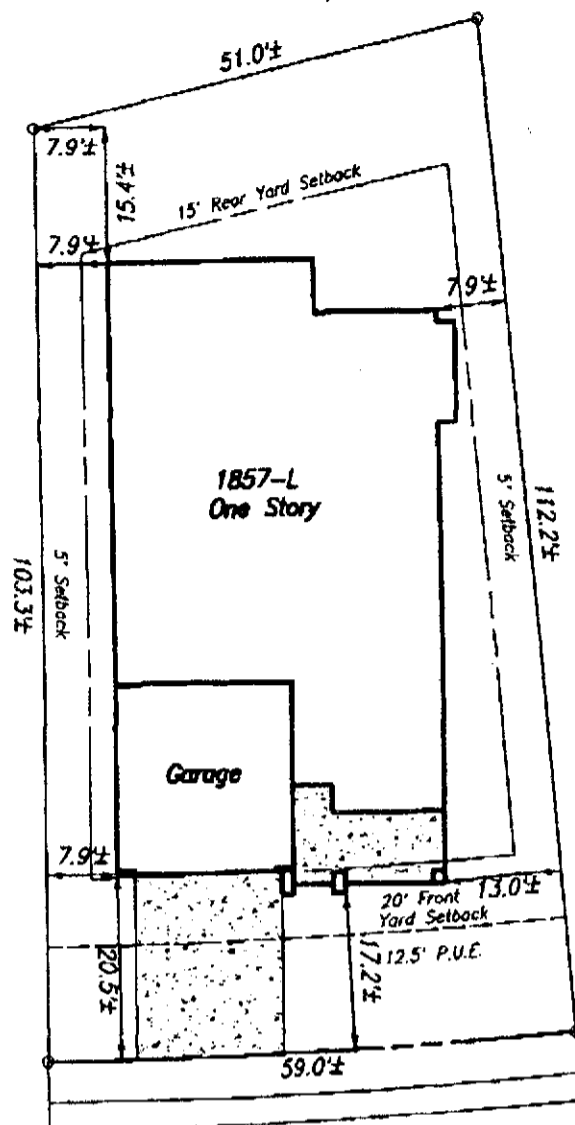 51.0'±
7.9'±
15.4'±
15' Rear Yard Setback
7.9'±
7.9'±
1857-L
One Story
5' Setback
112.2'±
5' Setback
103.3'±
Garage
7.9'±
20' Front
Yard Setback
13.0'±
12.5' P.U.E.
20.5'±
17.2'±
59.0'±